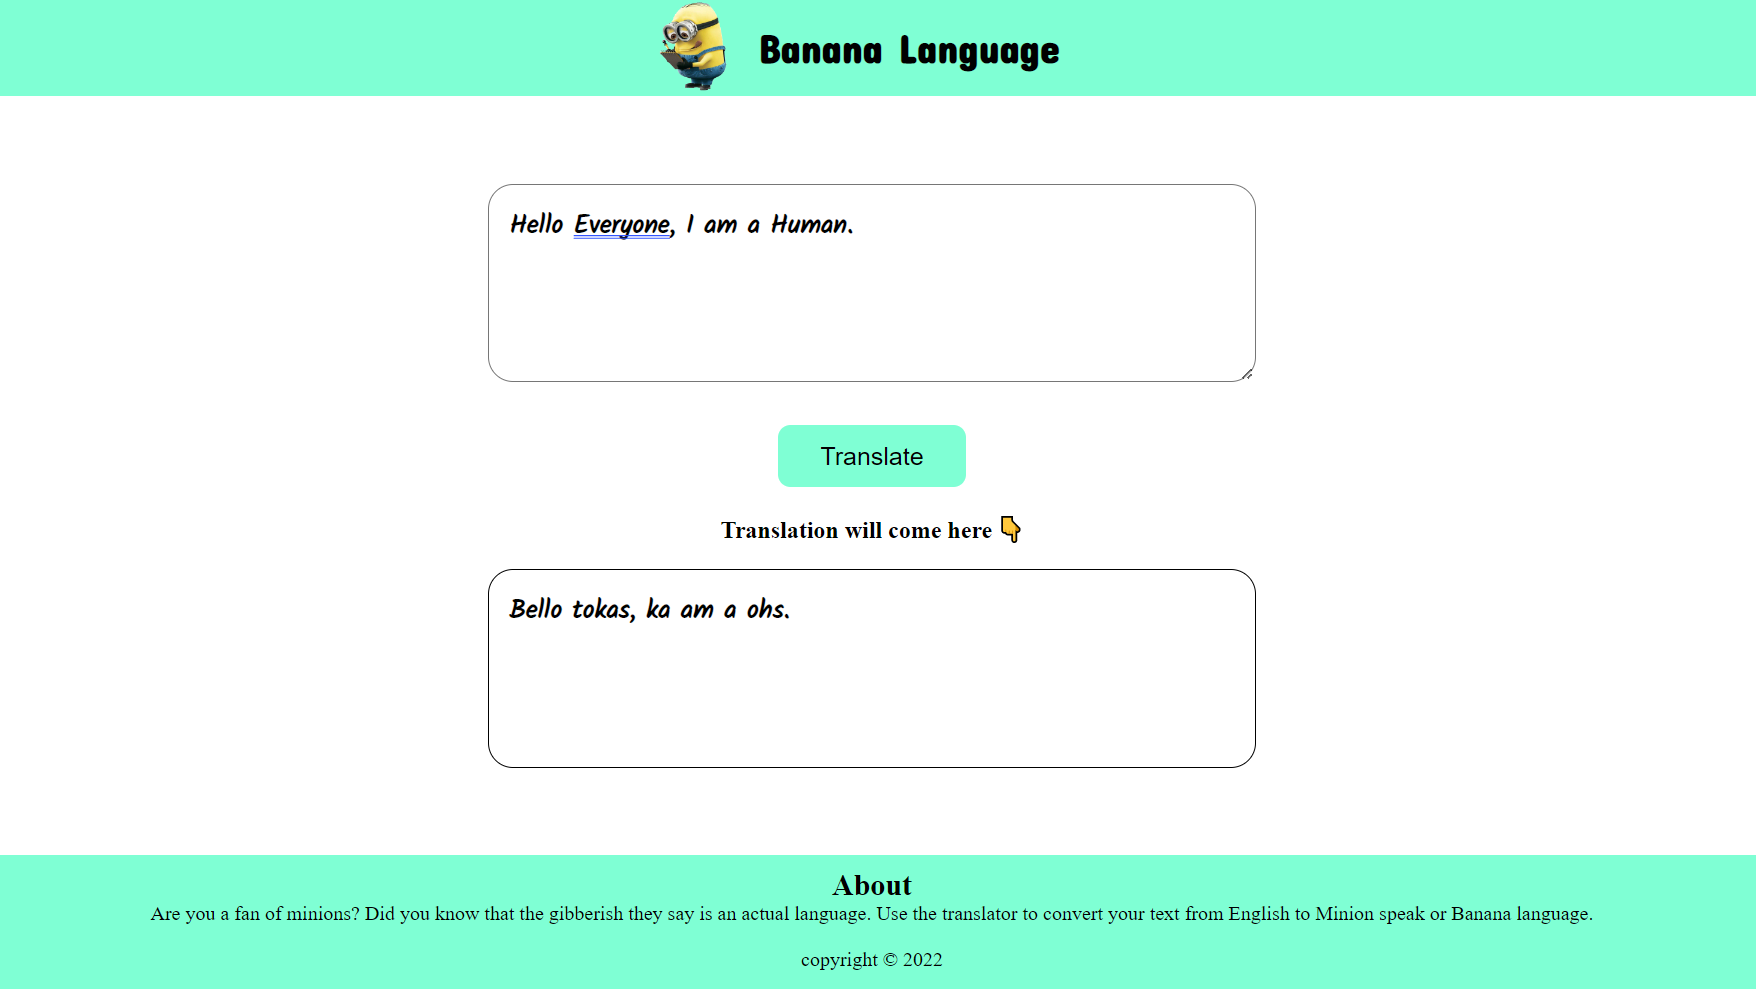 Banana Language
Hello Everyone, I am a Human.
Translate
Translation will come here 👇
Bello tokas, ka am a ohs.
About
Are you a fan of minions? Did you know that the gibberish they say is an actual language. Use the translator to convert your text from English to Minion speak or Banana language.
copyright © 2022